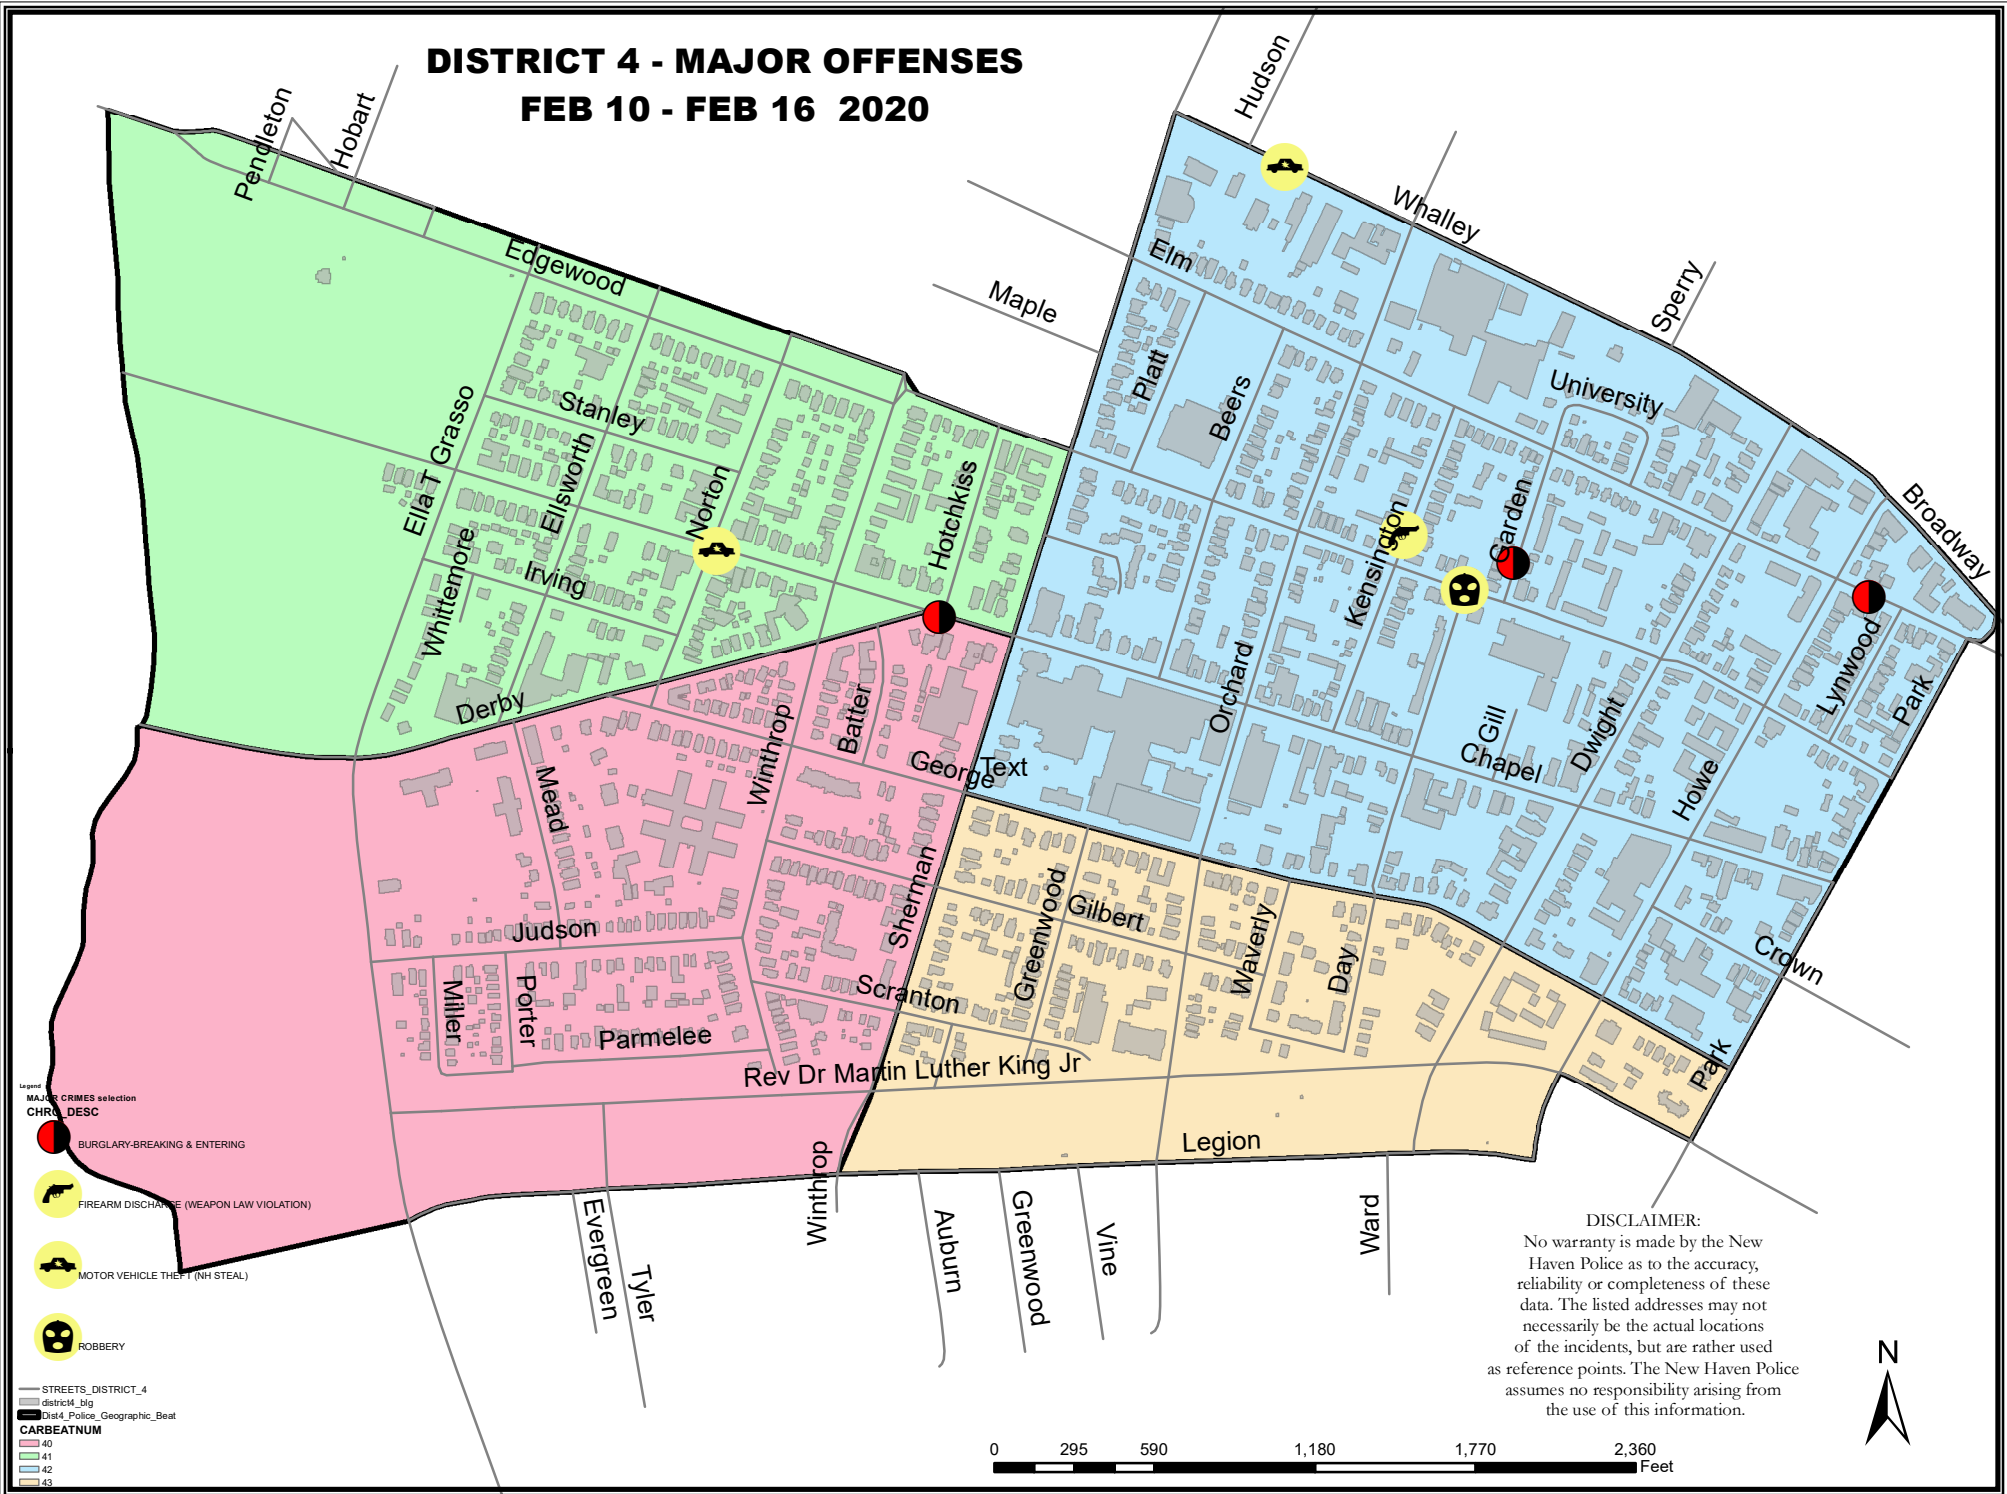 DISTRICT 4 - MAJOR OFFENSES
FEB 10 - FEB 16  2020
Hudson
Pendleton
Hobart
Whalley
Edgewood
Elm
Maple
Sperry
Platt
Beers
University
Stanley
Ella T Grasso
Ellsworth
Norton
Hotchkiss
Kensington
Garden
Broadway
Whittemore
Irving
Orchard
Lynwood
Park
Derby
Winthrop
Batter
George
Text
Gill
Chapel
Dwight
Howe
Mead
Sherman
Greenwood
Gilbert
Waverly
Day
Crown
Judson
Miller
Porter
Scranton
Parmelee
Rev Dr Martin Luther King Jr
Park
Legion
Winthrop
Evergreen
Tyler
Auburn
Greenwood
Vine
Ward
Legend
MAJOR CRIMES selection
CHRG_DESC
BURGLARY-BREAKING & ENTERING
FIREARM DISCHARGE (WEAPON LAW VIOLATION)
MOTOR VEHICLE THEFT (NH STEAL)
ROBBERY
STREETS_DISTRICT_4
district4_blg
Dist4_Police_Geographic_Beat
CARBEATNUM
40
41
42
43
DISCLAIMER:
No warranty is made by the New
Haven Police as to the accuracy,
reliability or completeness of these
data. The listed addresses may not
necessarily be the actual locations
of the incidents, but are rather used
as reference points. The New Haven Police
assumes no responsibility arising from
the use of this information.
N
0 295 590 1,180 1,770 2,360
Feet